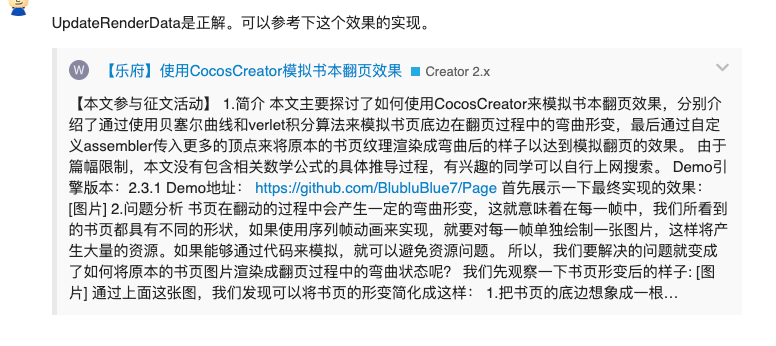 UpdateRenderData是正解。可以参考下这个效果的实现。
W 【乐府】使用CocosCreator模拟书本翻页效果 Creator 2.x
【本文参与征文活动】 1.简介 本文主要探讨了如何使用CocosCreator来模拟书本翻页效果，分别介
绍了通过使用贝塞尔曲线和verlet积分算法来模拟书页底边在翻页过程中的弯曲形变，最后通过自定
义assembler传入更多的顶点来将原本的书页纹理渲染成弯曲后的样子以达到模拟翻页的效果。 由于
篇幅限制，本文没有包含相关数学公式的具体推导过程，有兴趣的同学可以自行上网搜索。 Demo引
擎版本：2.3.1 Demo地址： https://github.com/BlubluBlue7/Page 首先展示一下最终实现的效果：
[图片] 2.问题分析 书页在翻动的过程中会产生一定的弯曲形变，这就意味着在每一帧中，我们所看到
的书页都具有不同的形状，如果使用序列帧动画来实现，就要对每一帧单独绘制一张图片，这样将产
生大量的资源。如果能够通过代码来模拟，就可以避免资源问题。 所以，我们要解决的问题就变成
了如何将原本的书页图片渲染成翻页过程中的弯曲状态呢？ 我们先观察一下书页形变后的样子: [图
片] 通过上面这张图，我们发现可以将书页的形变简化成这样： 1.把书页的底边想象成一根…